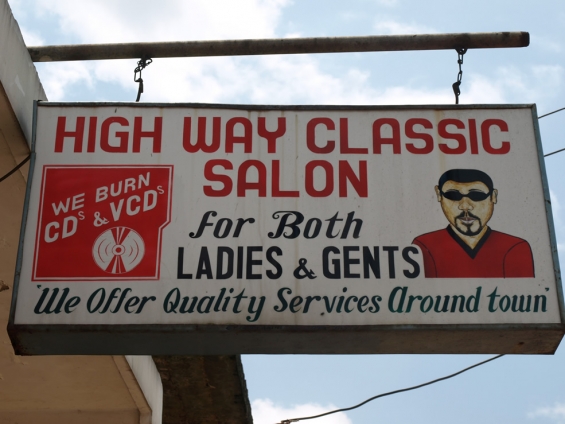 HIGH WAY CLASSIC
SALON
WE BURN
CDs & VCDs
for Both
LADIES & GENTS
"We Offer Quality Services Around town"